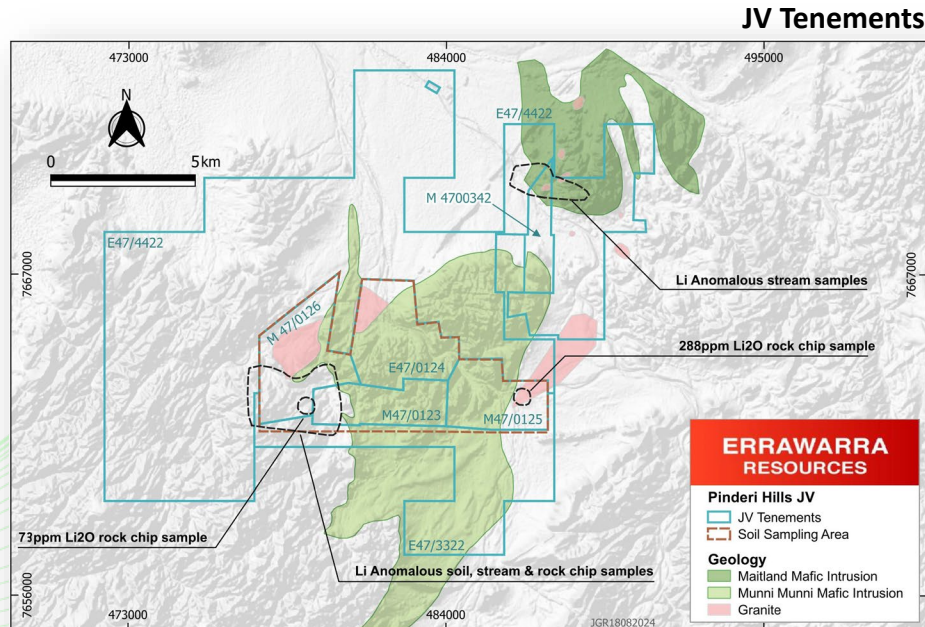 JV Tenements
473000
484000
495000
N
0
5km
E47/4422
M 4700342
E47/4422
7667000
7667000
Li Anomalous stream samples
M 47/0126
288ppm Li2O rock chip sample
E47/0124
M47/0123
M47/0125
ERRAWARRA
RESOURCES
Pinderi Hills JV
JV Tenements
Soil Sampling Area
Geology
Maitland Mafic Intrusion
Munni Munni Mafic Intrusion
Granite
73ppm Li2O rock chip sample
E47/3322
Li Anomalous soil, stream & rock chip samples
7656000
473000
484000
JGR18082024